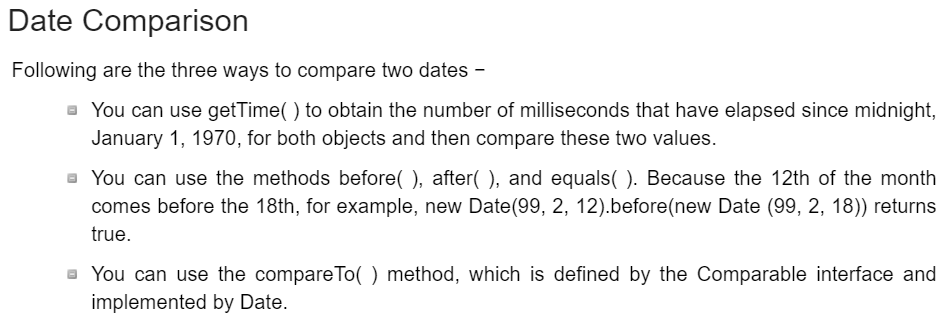 Date Comparison
Following are the three ways to compare two dates −
You can use getTime( ) to obtain the number of milliseconds that have elapsed since midnight,
January 1, 1970, for both objects and then compare these two values.
You can use the methods before( ), after( ), and equals( ). Because the 12th of the month
comes before the 18th, for example, new Date(99, 2, 12).before(new Date (99, 2, 18)) returns
true.
You can use the compareTo( ) method, which is defined by the Comparable interface and
implemented by Date.